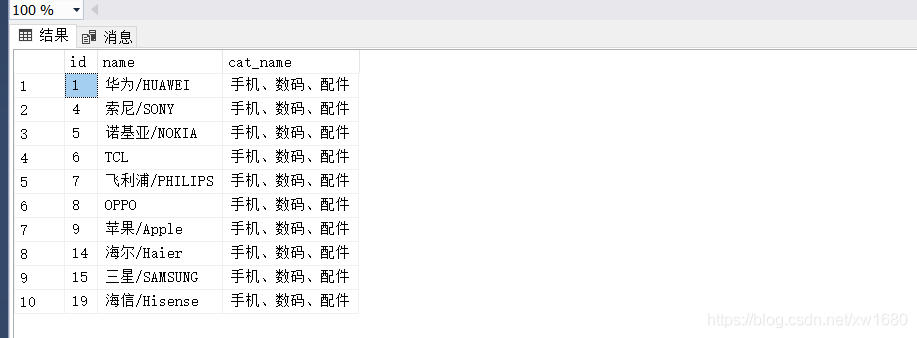 100 %
结果 消息
id name cat_name
1 1 华为/HUAWEI 手机、数码、配件
2 4 索尼/SONY 手机、数码、配件
3 5 诺基亚/NOKIA 手机、数码、配件
4 6 TCL 手机、数码、配件
5 7 飞利浦/PHILIPS 手机、数码、配件
6 8 OPPO 手机、数码、配件
7 9 苹果/Apple 手机、数码、配件
8 14 海尔/Haier 手机、数码、配件
9 15 三星/SAMSUNG 手机、数码、配件
10 19 海信/Hisense 手机、数码、配件
https://blog.csdn.net/xw1680